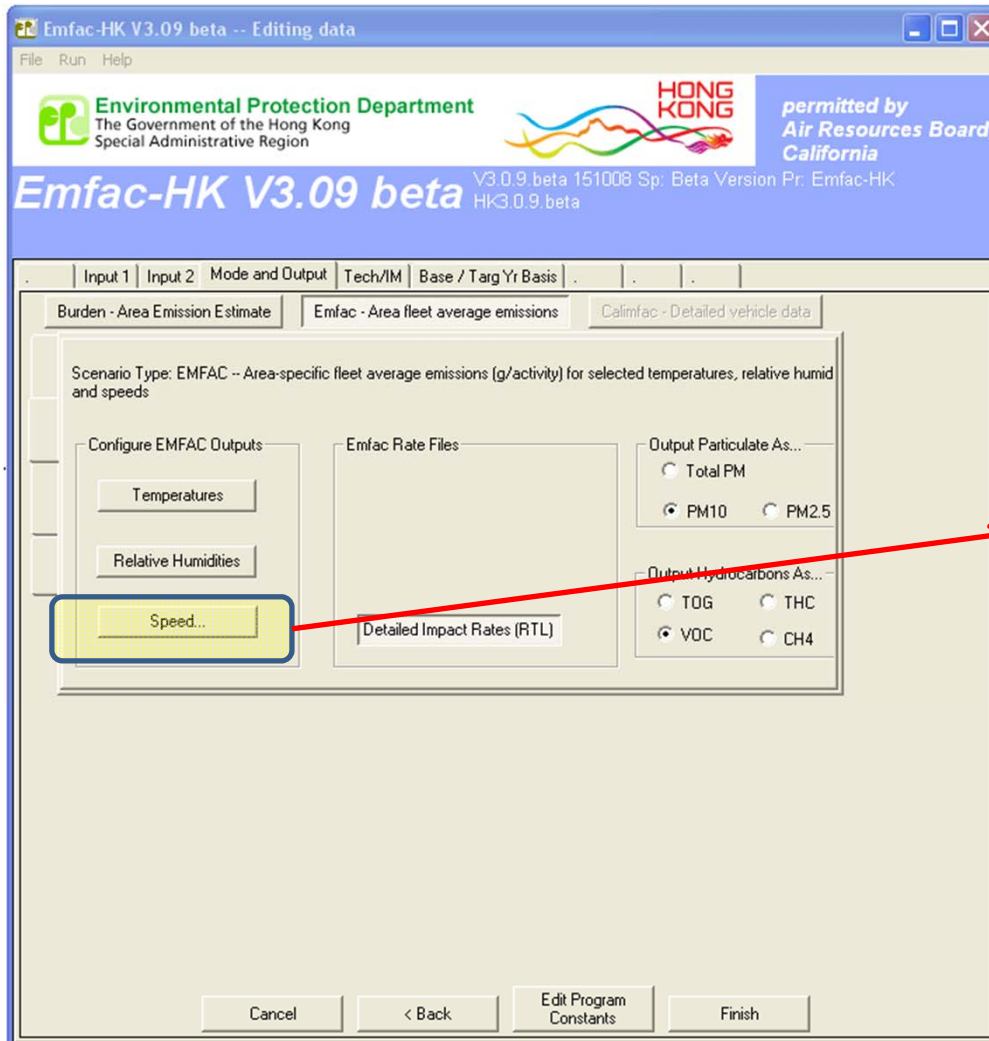 Emfac-HK V3.09 beta -- Editing data
File Run Help
Environmental Protection Department
The Government of the Hong Kong
Special Administrative Region
HONG
KONG
permitted by
Air Resources Board
California
Emfac-HK V3.09 beta
V3.0.9.beta 151008 Sp: Beta Version Pr: Emfac-HK
HK3.0.9.beta
. Input 1 Input 2 Mode and Output Tech/IM Base / Targ Yr Basis . . .
Burden - Area Emission Estimate Emfac - Area fleet average emissions Calimfac - Detailed vehicle data
Scenario Type: EMFAC -- Area-specific fleet average emissions (g/activity) for selected temperatures, relative humid
and speeds
Configure EMFAC Outputs
Temperatures
Relative Humidities
Speed...
Emfac Rate Files
Detailed Impact Rates (RTL)
Output Particulate As...
Total PM
PM10 PM2.5
Output Hydrocarbons As...
TOG THC
VOC CH4
Cancel < Back Edit Program
Constants Finish